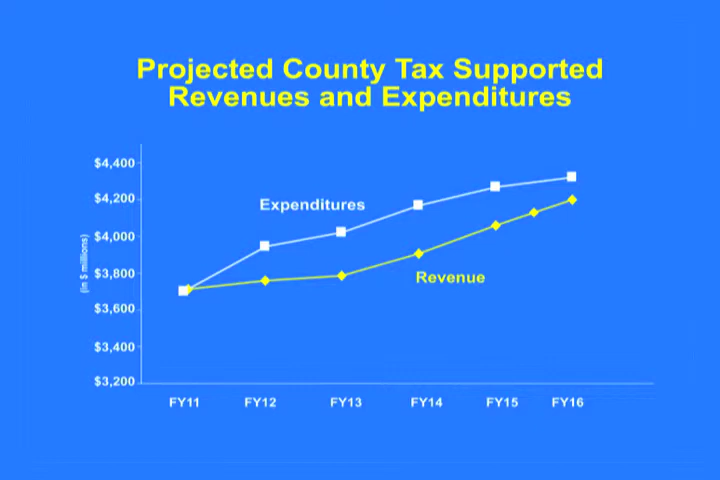 Projected County Tax Supported
Revenues and Expenditures
(in $ millions)
$4,400
$4,200
$4,000
$3,800
$3,600
$3,400
$3,200
Expenditures
Revenue
FY11 FY12 FY13 FY14 FY15 FY16